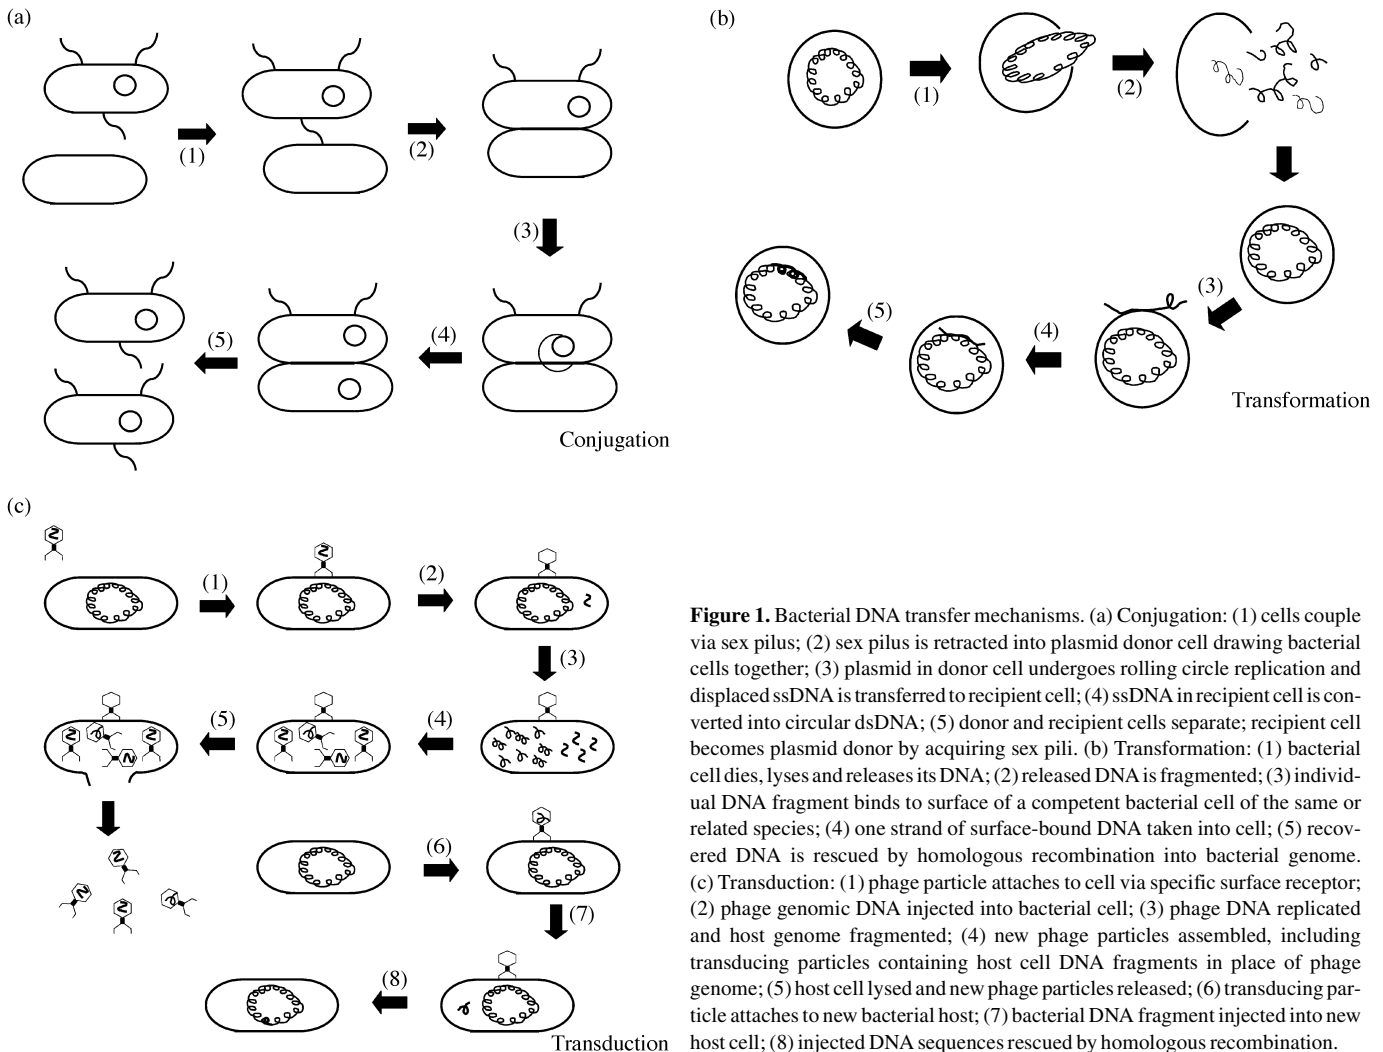 (a)
(1)
(2)
(3)
(4)
(5)
Conjugation
(b)
(1)
(2)
(3)
(4)
(5)
Transformation
(c)
(1)
(2)
(3)
(4)
(5)
(6)
(7)
(8)
Transduction
Figure 1. Bacterial DNA transfer mechanisms. (a) Conjugation: (1) cells couple
via sex pilus; (2) sex pilus is retracted into plasmid donor cell drawing bacterial
cells together; (3) plasmid in donor cell undergoes rolling circle replication and
displaced ssDNA is transferred to recipient cell; (4) ssDNA in recipient cell is con-
verted into circular dsDNA; (5) donor and recipient cells separate; recipient cell
becomes plasmid donor by acquiring sex pili. (b) Transformation: (1) bacterial
cell dies, lyses and releases its DNA; (2) released DNA is fragmented; (3) individ-
ual DNA fragment binds to surface of a competent bacterial cell of the same or
related species; (4) one strand of surface-bound DNA taken into cell; (5) recov-
ered DNA is rescued by homologous recombination into bacterial genome.
(c) Transduction: (1) phage particle attaches to cell via specific surface receptor;
(2) phage genomic DNA injected into bacterial cell; (3) phage DNA replicated
and host genome fragmented; (4) new phage particles assembled, including
transducing particles containing host cell DNA fragments in place of phage
genome; (5) host cell lysed and new phage particles released; (6) transducing par-
ticle attaches to new bacterial host; (7) bacterial DNA fragment injected into new
host cell; (8) injected DNA sequences rescued by homologous recombination.